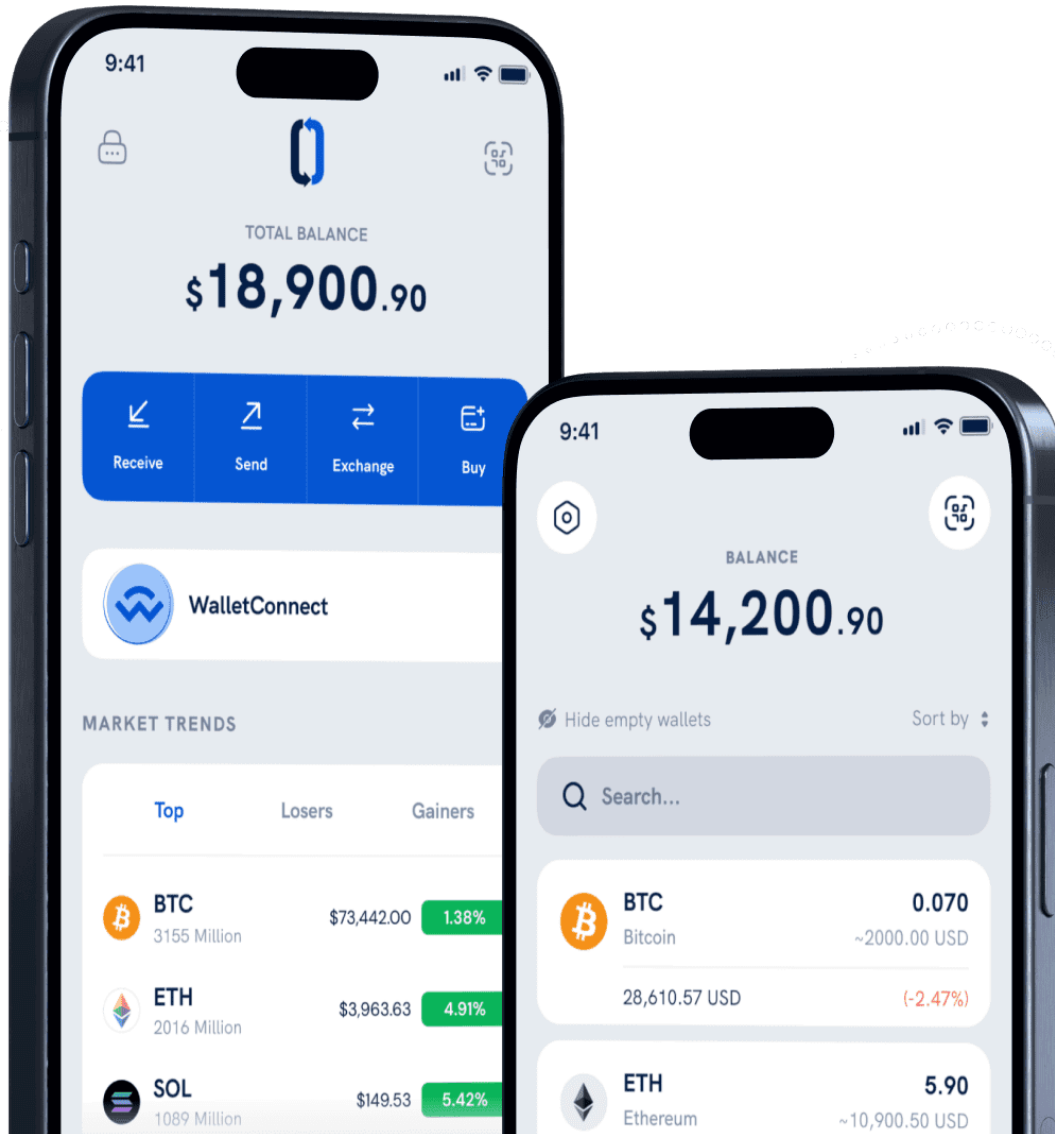 9:41
TOTAL BALANCE
$18,900.90
Receive Send Exchange Buy
WalletConnect
MARKET TRENDS
Top Losers Gainers
BTC $73,442.00 1.38%
3155 Million
ETH $3,963.63 4.91%
2016 Million
SOL $149.53 5.42%
1089 Million
9:41
BALANCE
$14,200.90
Hide empty wallets Sort by
Search...
BTC 0.070
Bitcoin ~2000.00 USD
28,610.57 USD (-2.47%)
ETH 5.90
Ethereum ~10,900.50 USD